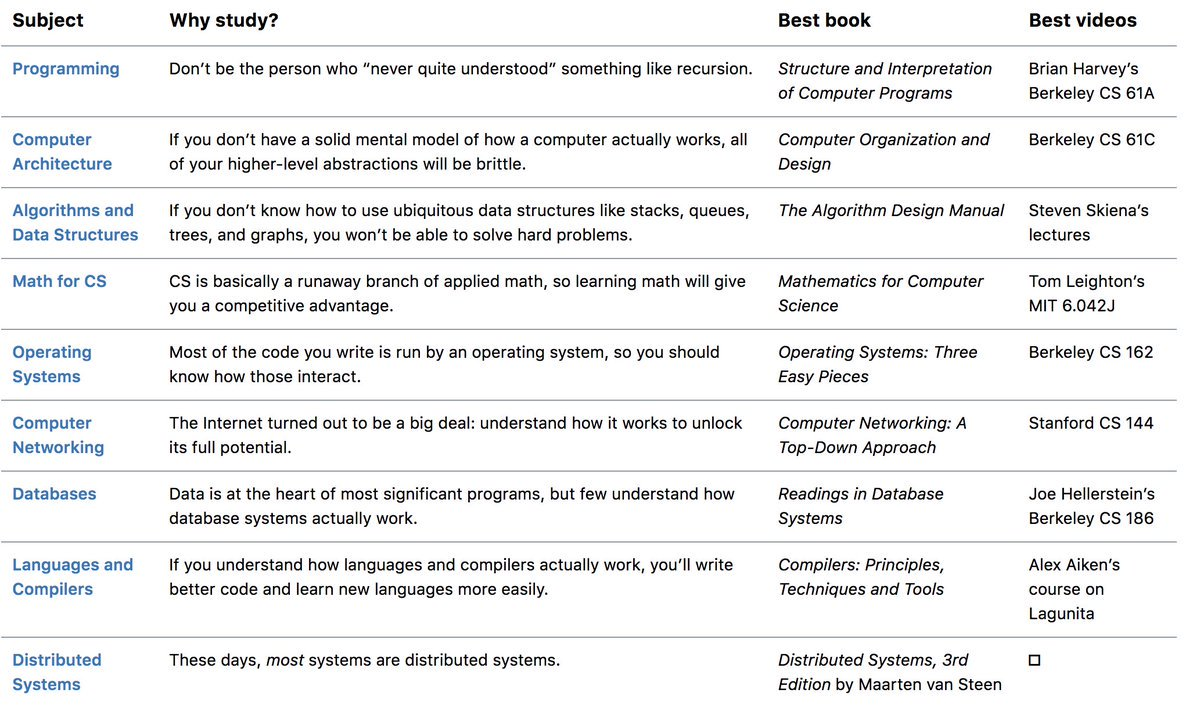 Subject Why study? Best book Best videos
Programming Don’t be the person who “never quite understood” something like recursion. Structure and Interpretation Brian Harvey’s
of Computer Programs Berkeley CS 61A
Computer If you don’t have a solid mental model of how a computer actually works, all Computer Organization and Berkeley CS 61C
Architecture of your higher-level abstractions will be brittle. Design
Algorithms and If you don’t know how to use ubiquitous data structures like stacks, queues, The Algorithm Design Manual Steven Skiena’s
Data Structures trees, and graphs, you won’t be able to solve hard problems. lectures
Math for CS CS is basically a runaway branch of applied math, so learning math will give Mathematics for Computer Tom Leighton’s
you a competitive advantage. Science MIT 6.042J
Operating Most of the code you write is run by an operating system, so you should Operating Systems: Three Berkeley CS 162
Systems know how those interact. Easy Pieces
Computer The Internet turned out to be a big deal: understand how it works to unlock Computer Networking: A Stanford CS 144
Networking its full potential. Top-Down Approach
Databases Data is at the heart of most significant programs, but few understand how Readings in Database Joe Hellerstein’s
database systems actually work. Systems Berkeley CS 186
Languages and If you understand how languages and compilers actually work, you’ll write Compilers: Principles, Alex Aiken’s
Compilers better code and learn new languages more easily. Techniques and Tools course on
Lagunita
Distributed These days, most systems are distributed systems. Distributed Systems, 3rd □
Systems Edition by Maarten van Steen